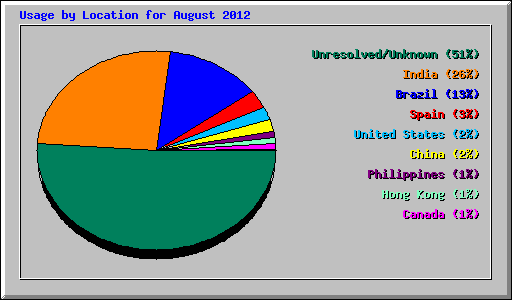 Usage by Location for August 2012
Unresolved/Unknown (51%)
India (26%)
Brazil (13%)
Spain (3%)
United States (2%)
China (2%)
Philippines (1%)
Hong Kong (1%)
Canada (1%)